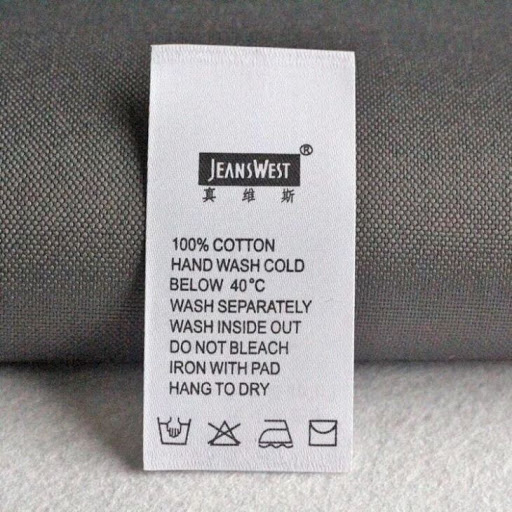 JEANSWEST®
真维斯
100% COTTON
HAND WASH COLD
BELOW 40°C
WASH SEPARATELY
WASH INSIDE OUT
DO NOT BLEACH
IRON WITH PAD
HANG TO DRY